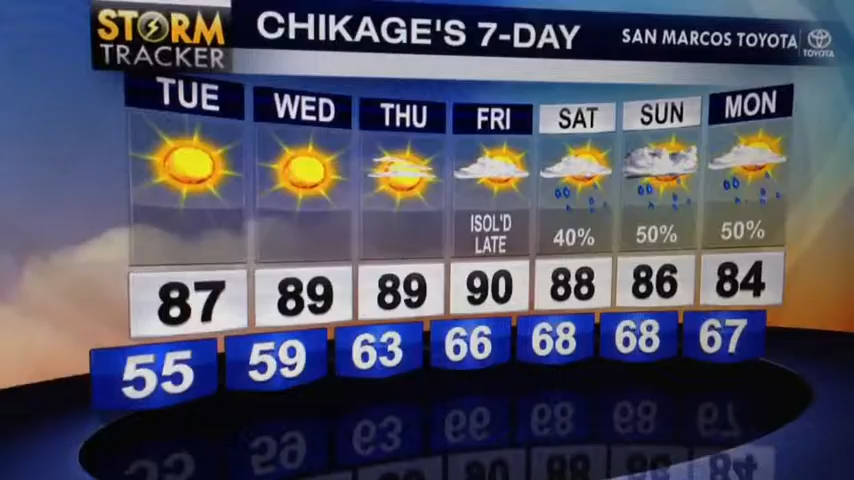 STORM
TRACKER
CHIKAGE'S 7-DAY
SAN MARCOS TOYOTA
TOYOTA
TUE WED THU FRI SAT SUN MON
ISOL'D
LATE
40% 50% 50%
87 89 89 90 88 86 84
55 59 63 66 68 68 67